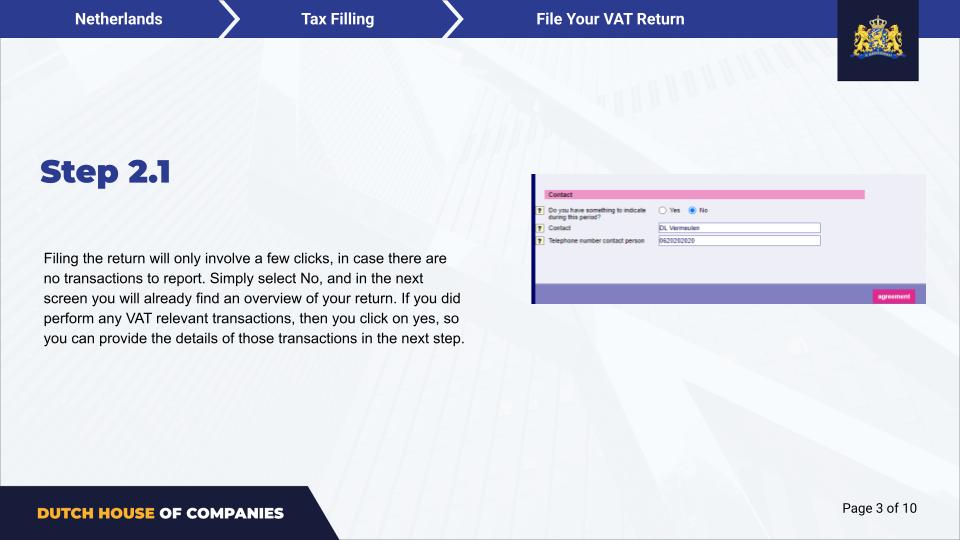 Netherlands
Tax Filling
File Your VAT Return
Step 2.1
Filing the return will only involve a few clicks, in case there are
no transactions to report. Simply select No, and in the next
screen you will already find an overview of your return. If you did
perform any VAT relevant transactions, then you click on yes, so
you can provide the details of those transactions in the next step.
Contact
? Do you have something to indicate
during this period?
Yes No
? Contact DL Vermeulen
? Telephone number contact person 0620202020
agreement
DUTCH HOUSE OF COMPANIES
Page 3 of 10